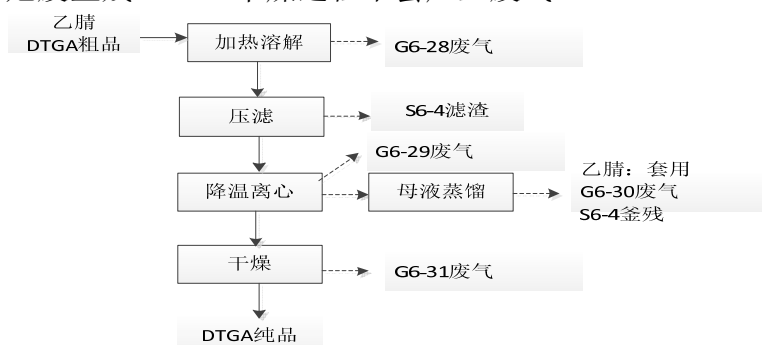 乙腈
DTGA粗品
加热溶解
G6-28废气
压滤
S6-4滤渣
G6-29废气
降温离心
母液蒸馏
乙腈：套用
G6-30废气
S6-4釜残
干燥
G6-31废气
DTGA纯品